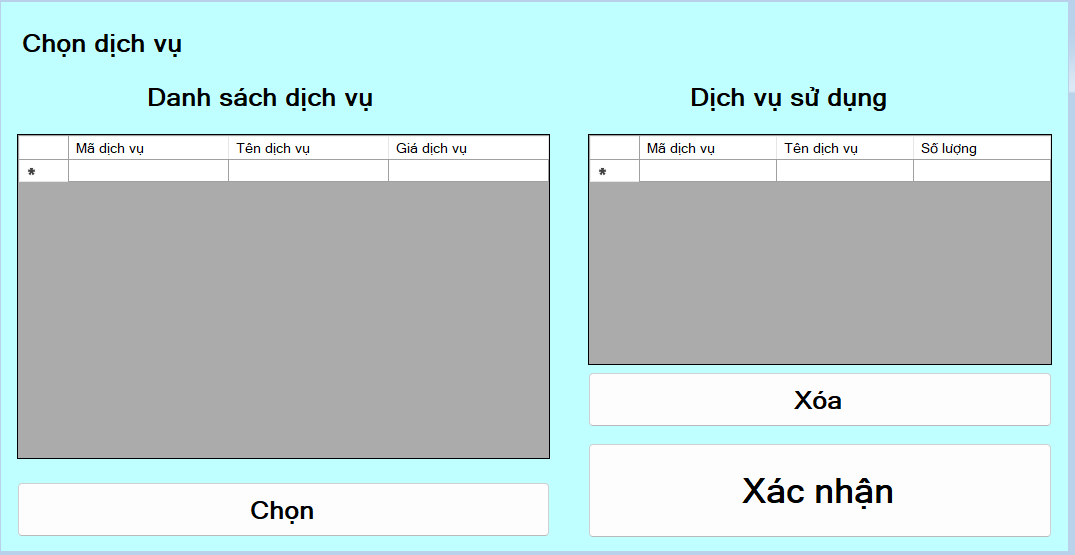 Chọn dịch vụ
Danh sách dịch vụ
Dịch vụ sử dụng
Mã dịch vụ Tên dịch vụ Giá dịch vụ
*
Mã dịch vụ Tên dịch vụ Số lượng
*
Xóa
Xác nhận
Chọn